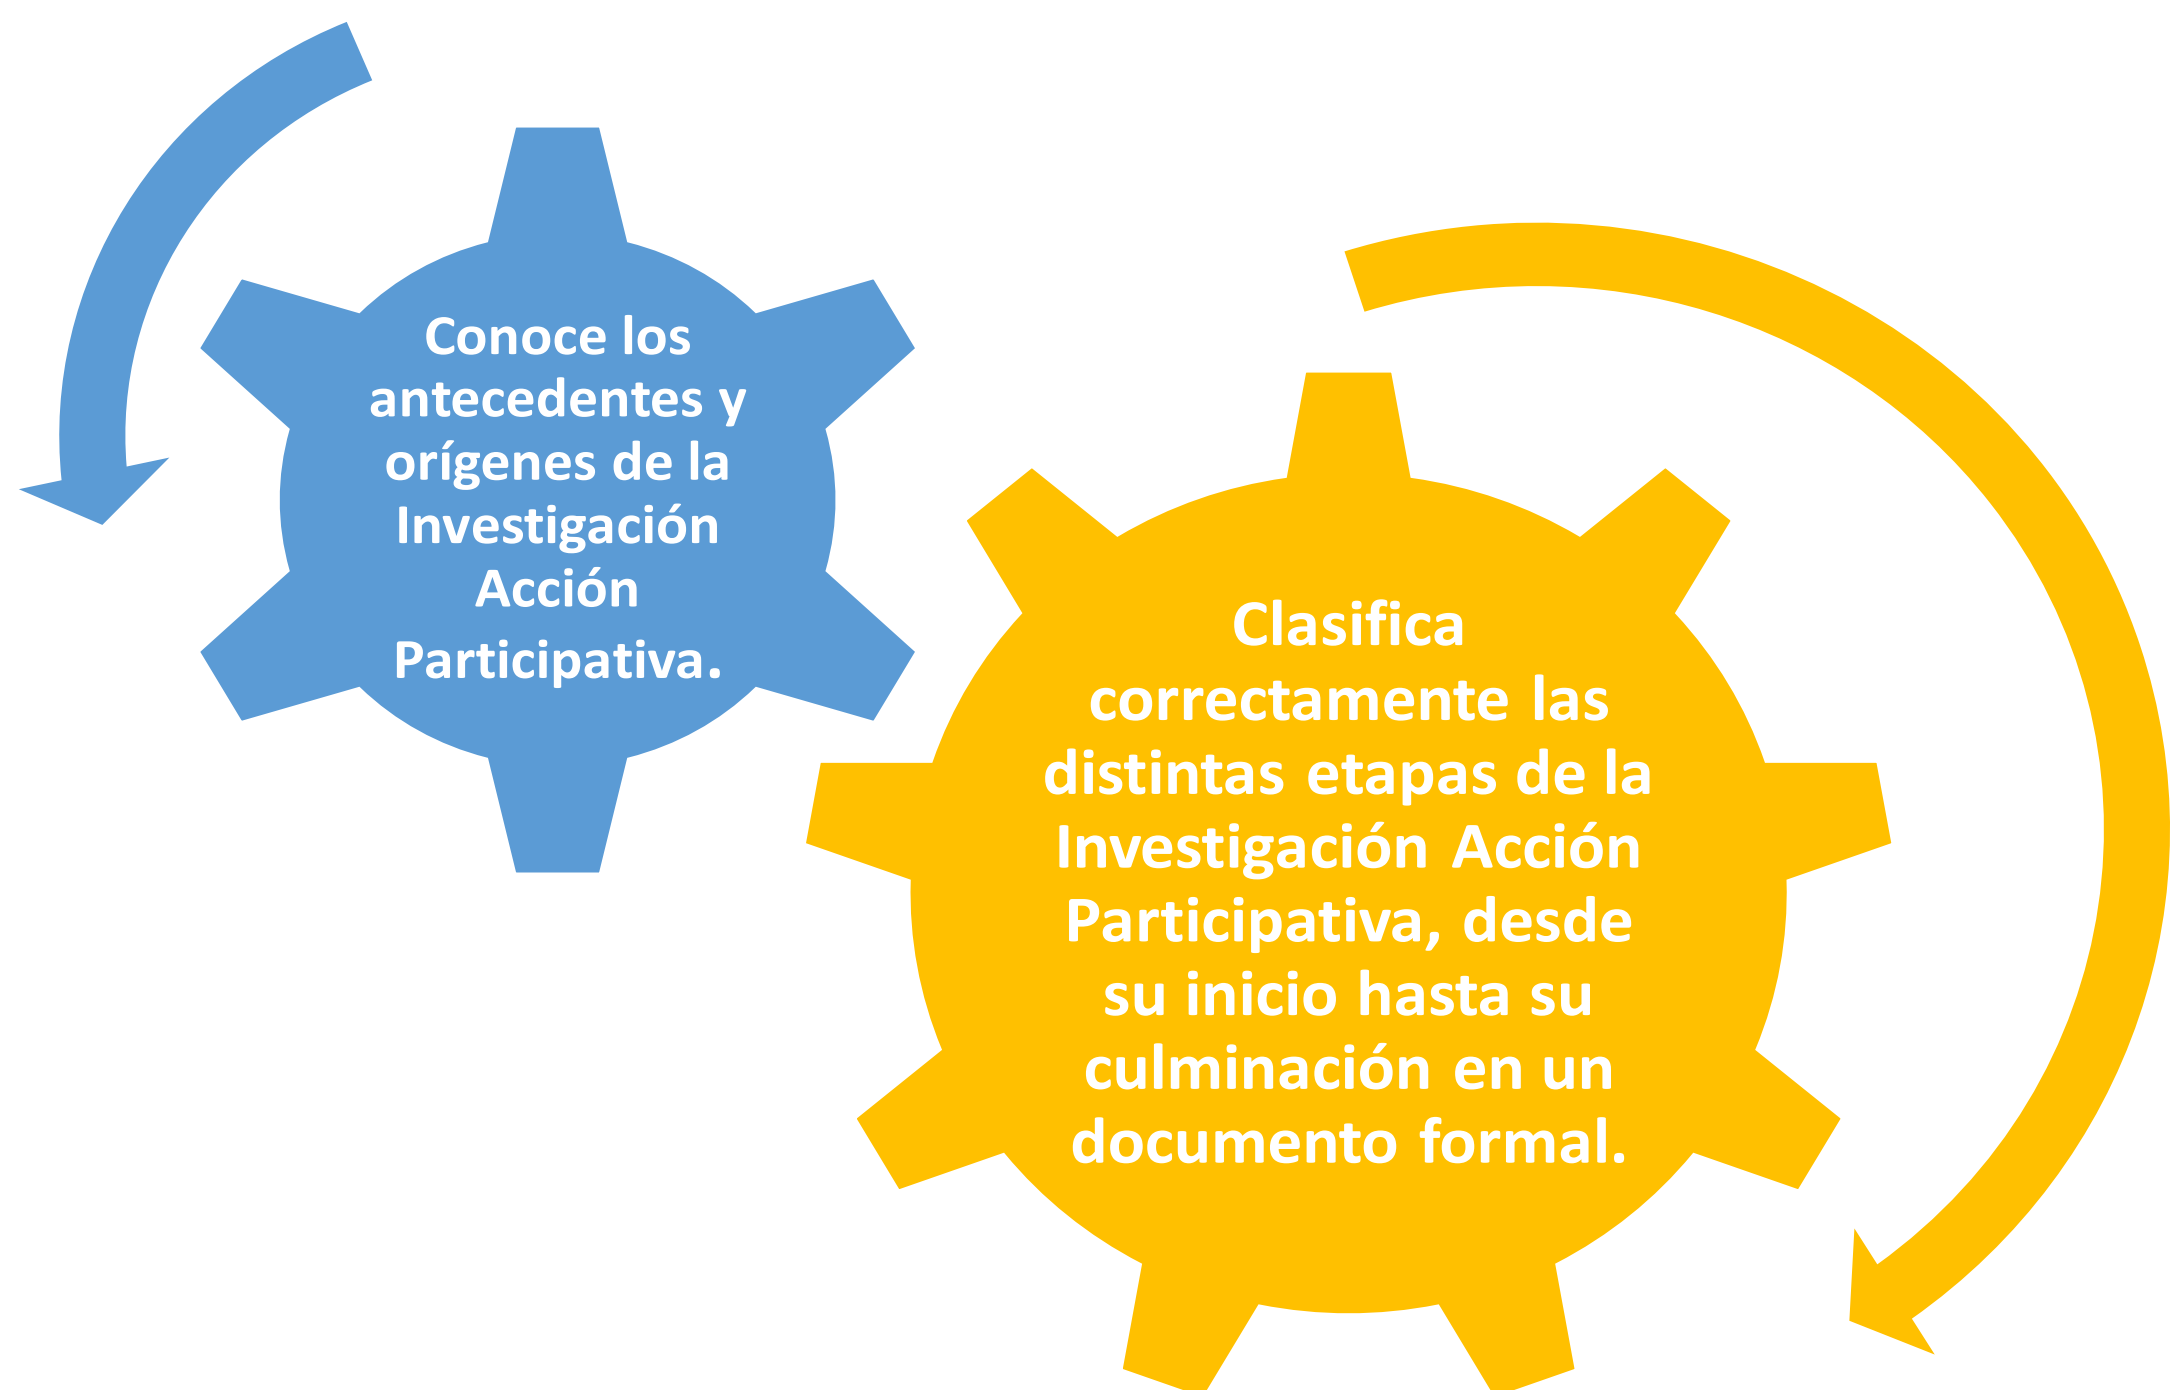 Conoce los
antecedentes y
orígenes de la
Investigación
Acción
Participativa.
Clasifica
correctamente las
distintas etapas de la
Investigación Acción
Participativa, desde
su inicio hasta su
culminación en un
documento formal.